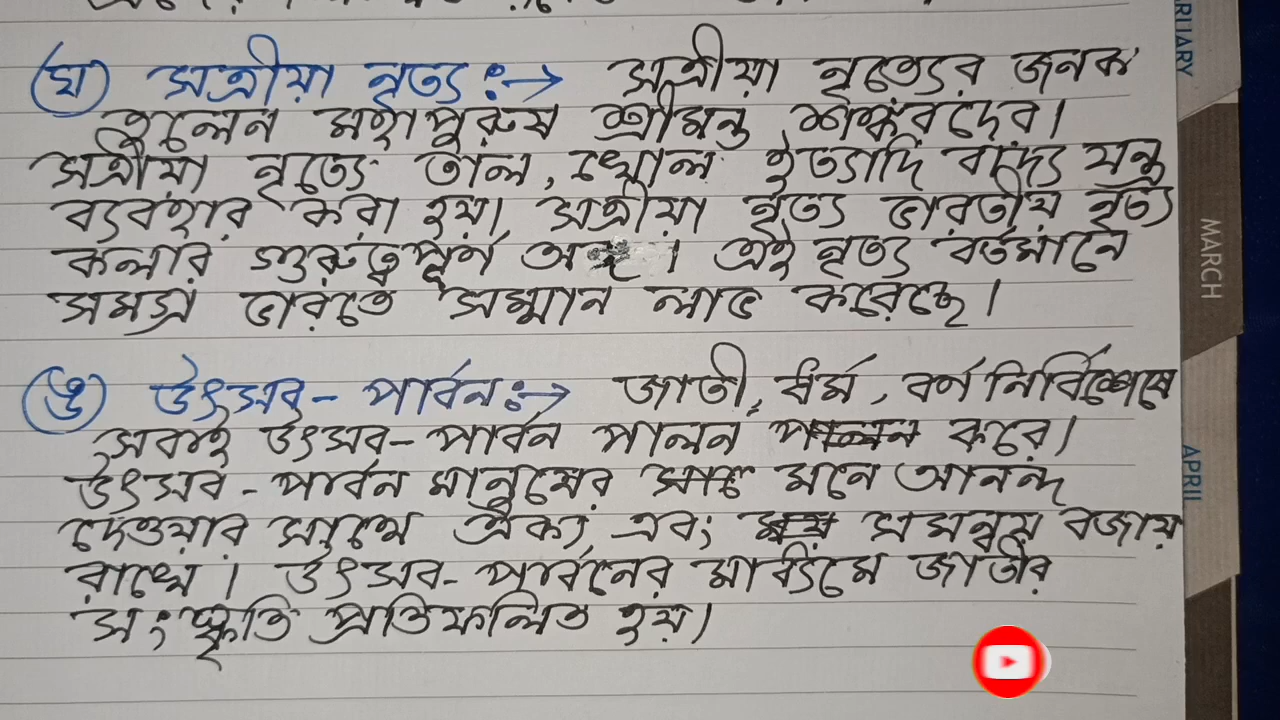 (ঘ) সত্রীয়া নৃত্য :→ সত্রীয়া নৃত্যের জনক
হলেন মহাপুরুষ শ্রীমন্ত শঙ্করদেব।
সত্রীয়া নৃত্যে তাল, খোল ইত্যাদি বাদ্য যন্ত্র
ব্যবহার করা হয়। সত্রীয়া নৃত্য ভারতীয় নৃত্য
কলার গুরুত্বপূর্ণ অঙ্গ। এই নৃত্য বর্তমানে
সমগ্র ভারতে সম্মান লাভ করেছে।
(ঙ) উৎসব-পার্বন :→ জাতী, ধর্ম, বর্ণ নির্বিশেষে
সবাই উৎসব-পার্বন পালন করে।
উৎসব-পার্বন মানুষের মনে আনন্দ
দেওয়ার সাথে ঐক্য এবং সমন্বয় বজায়
রাখে। উৎসব-পার্বনের মাধ্যমে জাতীর
সংস্কৃতি প্রতিফলিত হয়।
MARCH
APRIL